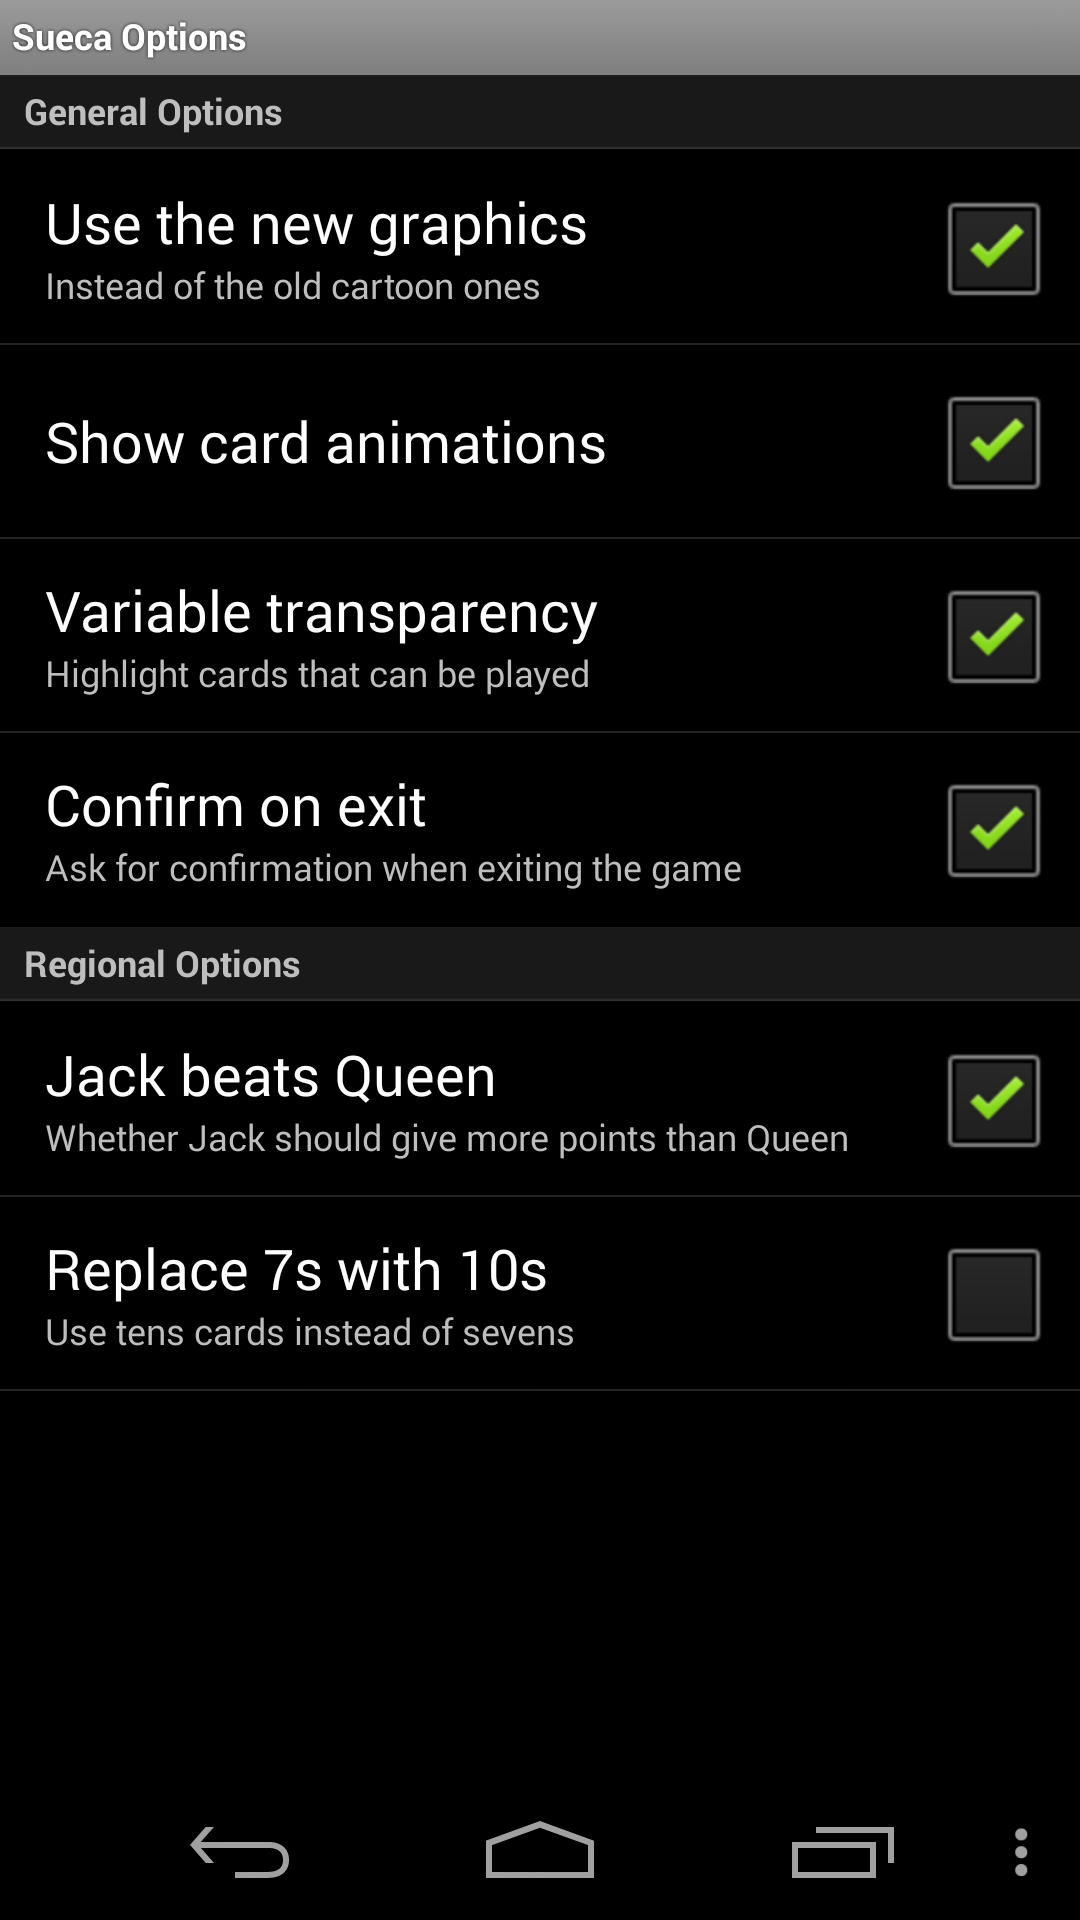 Sueca Options
General Options
Use the new graphics
Instead of the old cartoon ones
Show card animations
Variable transparency
Highlight cards that can be played
Confirm on exit
Ask for confirmation when exiting the game
Regional Options
Jack beats Queen
Whether Jack should give more points than Queen
Replace 7s with 10s
Use tens cards instead of sevens